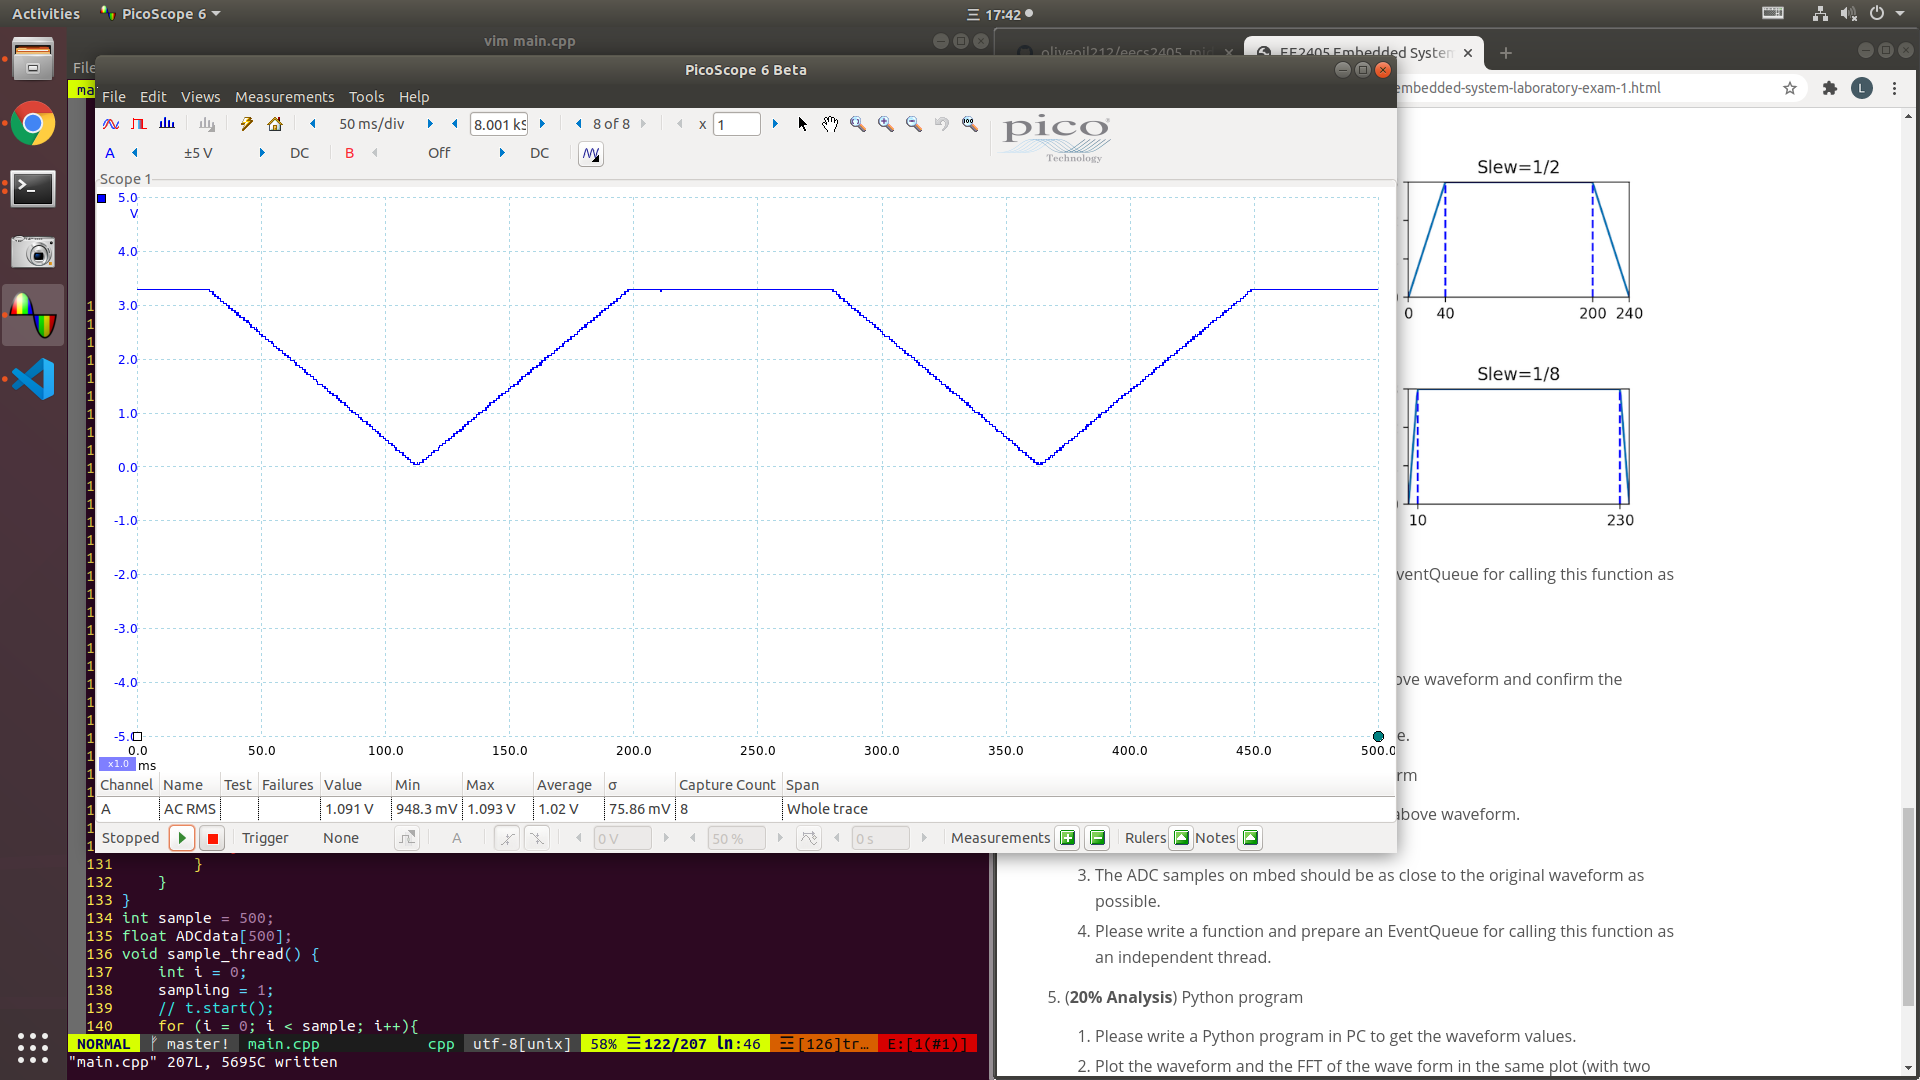 Activities
PicoScope 6
17:42
vim main.cpp
File
ma
oliveoil212/eecs2405_mic
EE2405 Embedded System
embedded-system-laboratory-exam-1.html
L
PicoScope 6 Beta
File Edit Views Measurements Tools Help
50 ms/div
8.001 kS
8 of 8
x 1
pico
Technology
A
±5 V
DC
B
Off
DC
Scope 1
5.0
V
4.0
3.0
2.0
1.0
0.0
-1.0
-2.0
-3.0
-4.0
-5.0
0.0 50.0 100.0 150.0 200.0 250.0 300.0 350.0 400.0 450.0 500.0
x1.0 ms
Channel Name Test Failures Value Min Max Average σ Capture Count Span
A AC RMS 1.091 V 948.3 mV 1.093 V 1.02 V 75.86 mV 8 Whole trace
Stopped Trigger None A 0 V 50 % 0 s Measurements Rulers Notes
131 }
132 }
133 }
134 int sample = 500;
135 float ADCdata[500];
136 void sample_thread() {
137 int i = 0;
138 sampling = 1;
139 // t.start();
140 for (i = 0; i < sample; i++){
NORMAL master! main.cpp cpp utf-8[unix] 58% ☰122/207 ln:46 ☲[126]tr… E:[1(#1)]
"main.cpp" 207L, 5695C written
Slew=1/2
0 40 200 240
Slew=1/8
10 230
ventQueue for calling this function as
ove waveform and confirm the
e.
rm
above waveform.
3. The ADC samples on mbed should be as close to the original waveform as
possible.
4. Please write a function and prepare an EventQueue for calling this function as
an independent thread.
5. (20% Analysis) Python program
1. Please write a Python program in PC to get the waveform values.
2. Plot the waveform and the FFT of the wave form in the same plot (with two